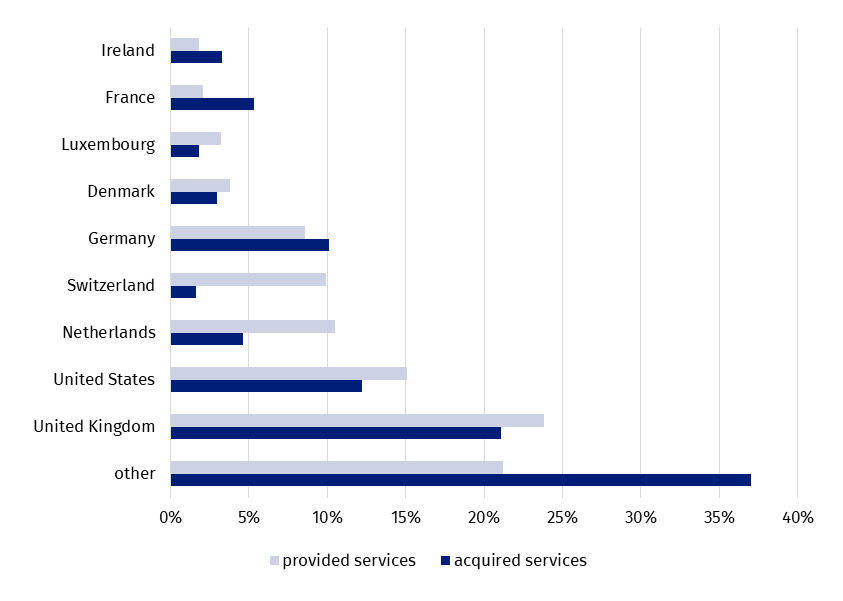 Ireland
France
Luxembourg
Denmark
Germany
Switzerland
Netherlands
United States
United Kingdom
other
0% 5% 10% 15% 20% 25% 30% 35% 40%
provided services acquired services